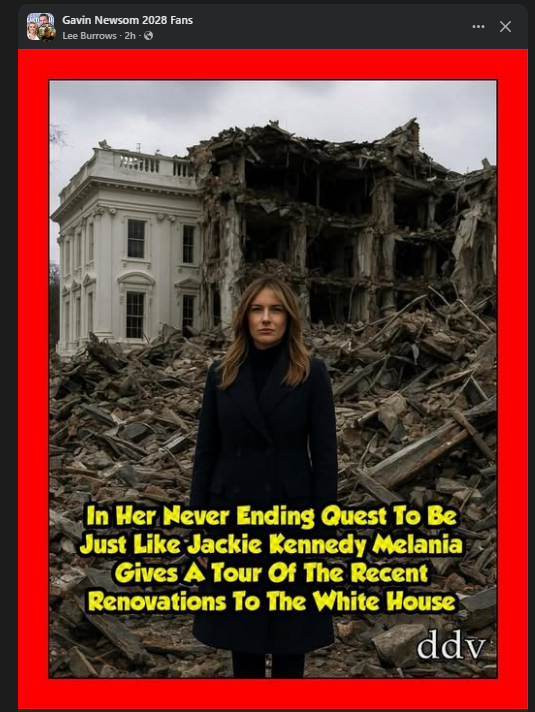 Gavin Newsom 2028 Fans
Lee Burrows · 2h ·
In Her Never Ending Quest To Be
Just Like Jackie Kennedy Melania
Gives A Tour Of The Recent
Renovations To The White House
ddv